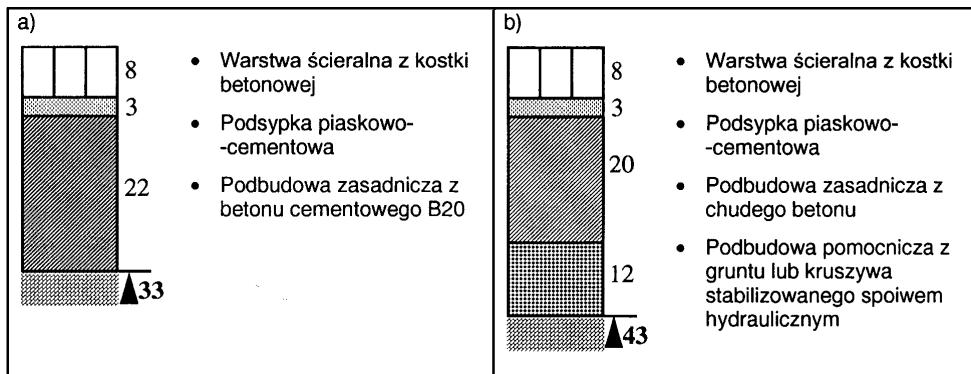 a)
8
3
22
33
• Warstwa ścieralna z kostki
betonowej
• Podsypka piaskowo-
-cementowa
• Podbudowa zasadnicza z
betonu cementowego B20
b)
8
3
20
12
43
• Warstwa ścieralna z kostki
betonowej
• Podsypka piaskowo-
-cementowa
• Podbudowa zasadnicza z
chudego betonu
• Podbudowa pomocnicza z
gruntu lub kruszywa
stabilizowanego spoiwem
hydraulicznym